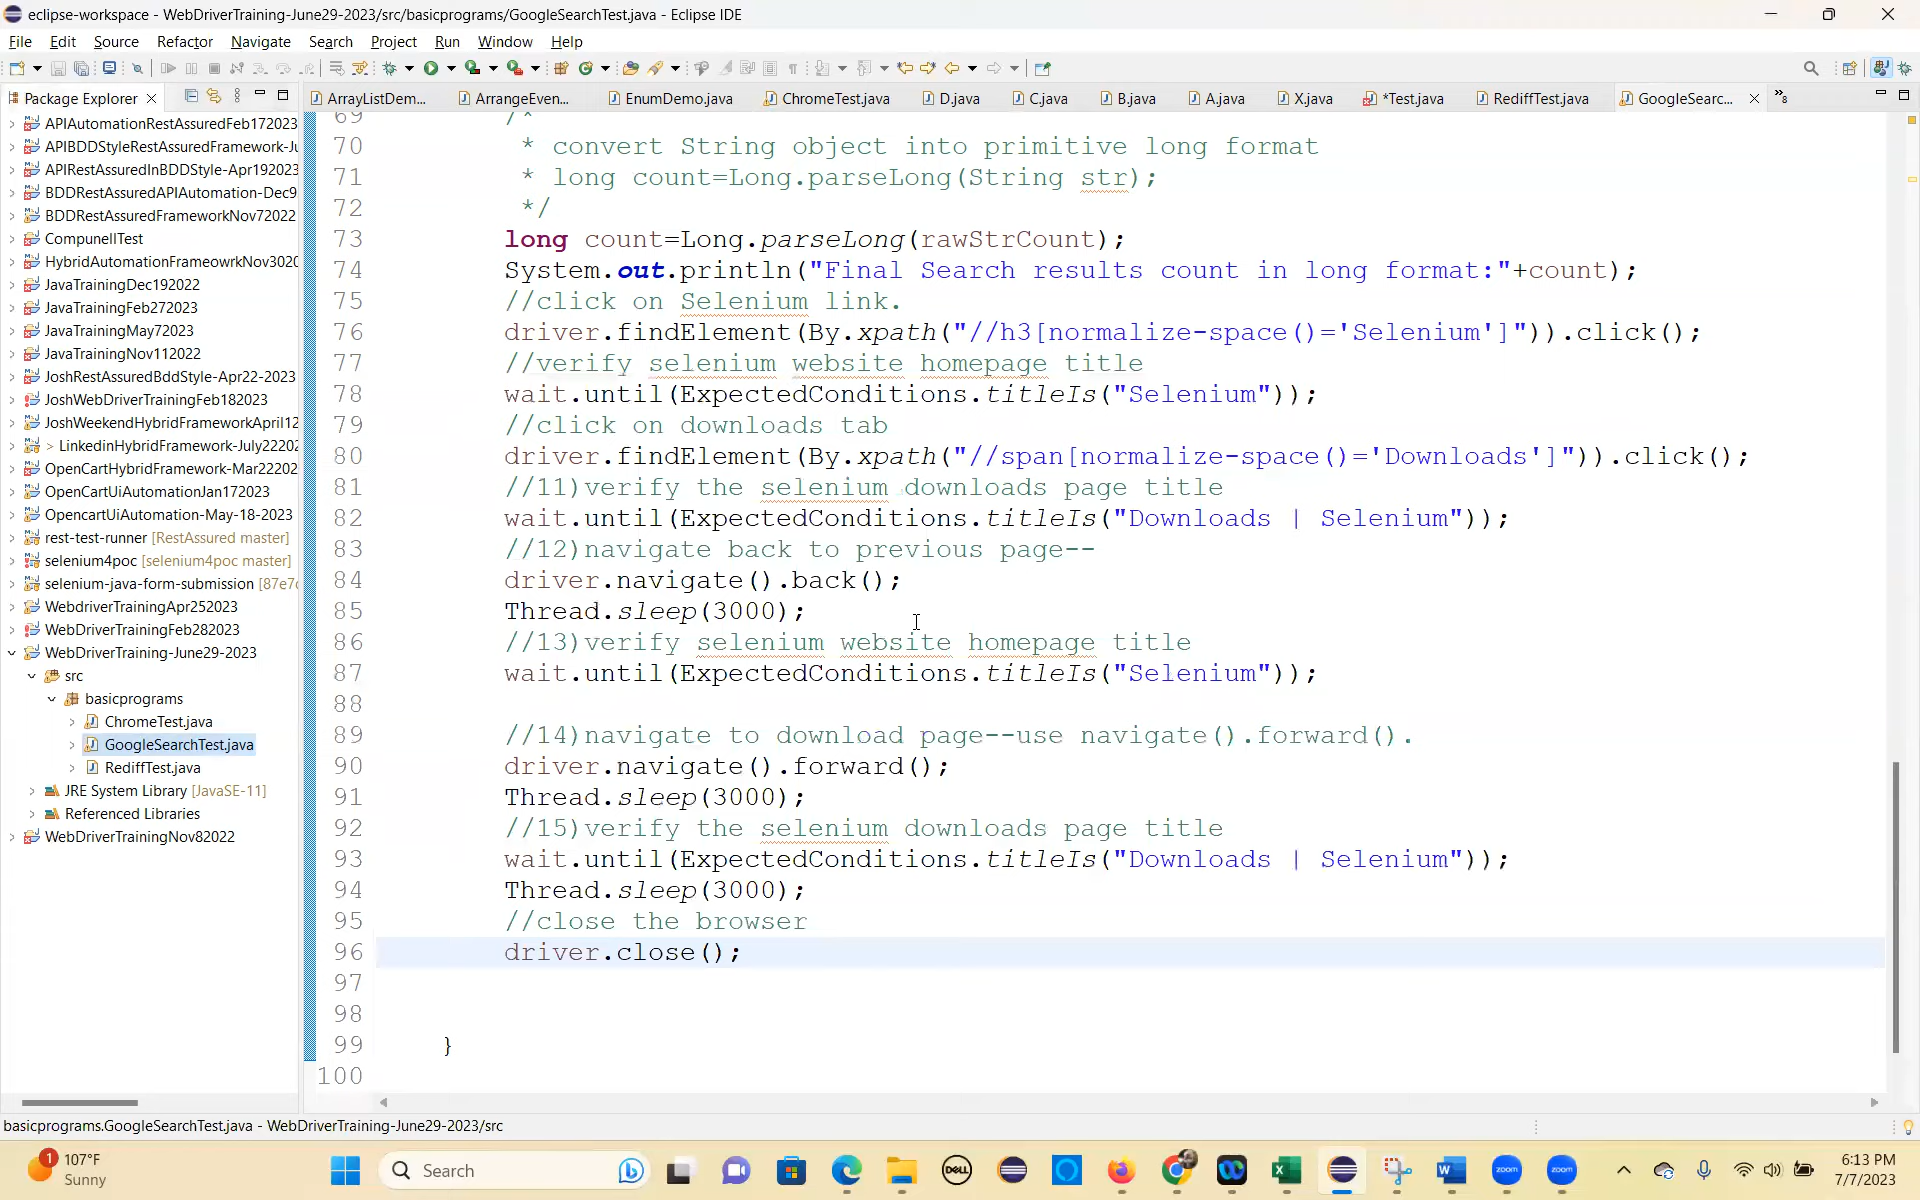 eclipse-workspace - WebDriverTraining-June29-2023/src/basicprograms/GoogleSearchTest.java - Eclipse IDE
File Edit Source Refactor Navigate Search Project Run Window Help
Package Explorer
ArrayListDem... ArrangeEven... EnumDemo.java ChromeTest.java D.java C.java B.java A.java X.java *Test.java RediffTest.java GoogleSearc... »8
APIAutomationRestAssuredFeb172023
APIBDDStyleRestAssuredFramework-Ju
APIRestAssuredInBDDStyle-Apr192023
BDDRestAssuredAPIAutomation-Dec9
BDDRestAssuredFrameworkNov72022
CompunellTest
HybridAutomationFrameowrkNov3020
JavaTrainingDec192022
JavaTrainingFeb272023
JavaTrainingMay72023
JavaTrainingNov112022
JoshRestAssuredBddStyle-Apr22-2023
JoshWebDriverTrainingFeb182023
JoshWeekendHybridFrameworkApril12
> LinkedinHybridFramework-July22202
OpenCartHybridFramework-Mar22202
OpenCartUiAutomationJan172023
OpencartUiAutomation-May-18-2023
rest-test-runner [RestAssured master]
selenium4poc [selenium4poc master]
selenium-java-form-submission [87e7c
WebdriverTrainingApr252023
WebDriverTrainingFeb282023
WebDriverTraining-June29-2023
src
basicprograms
ChromeTest.java
GoogleSearchTest.java
RediffTest.java
JRE System Library [JavaSE-11]
Referenced Libraries
WebDriverTrainingNov82022
69 /*
70 * convert String object into primitive long format
71 * long count=Long.parseLong(String str);
72 */
73 long count=Long.parseLong(rawStrCount);
74 System.out.println("Final Search results count in long format:"+count);
75 //click on Selenium link.
76 driver.findElement(By.xpath("//h3[normalize-space()='Selenium']")).click();
77 //verify selenium website homepage title
78 wait.until(ExpectedConditions.titleIs("Selenium"));
79 //click on downloads tab
80 driver.findElement(By.xpath("//span[normalize-space()='Downloads']")).click();
81 //11)verify the selenium downloads page title
82 wait.until(ExpectedConditions.titleIs("Downloads | Selenium"));
83 //12)navigate back to previous page--
84 driver.navigate().back();
85 Thread.sleep(3000);
86 //13)verify selenium website homepage title
87 wait.until(ExpectedConditions.titleIs("Selenium"));
88
89 //14)navigate to download page--use navigate().forward().
90 driver.navigate().forward();
91 Thread.sleep(3000);
92 //15)verify the selenium downloads page title
93 wait.until(ExpectedConditions.titleIs("Downloads | Selenium"));
94 Thread.sleep(3000);
95 //close the browser
96 driver.close();
97
98
99 }
100
basicprograms.GoogleSearchTest.java - WebDriverTraining-June29-2023/src
1
107°F
Sunny
Search
DELL
zoom
zoom
6:13 PM
7/7/2023